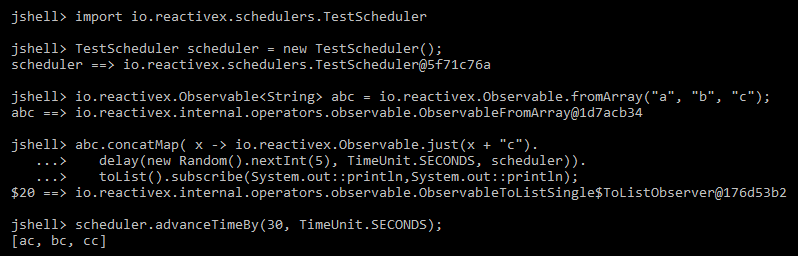 jshell> import io.reactivex.schedulers.TestScheduler
jshell> TestScheduler scheduler = new TestScheduler();
scheduler ==> io.reactivex.schedulers.TestScheduler@5f71c76a
jshell> io.reactivex.Observable<String> abc = io.reactivex.Observable.fromArray("a", "b", "c");
abc ==> io.reactivex.internal.operators.observable.ObservableFromArray@1d7acb34
jshell> abc.concatMap( x -> io.reactivex.Observable.just(x + "c").
...> delay(new Random().nextInt(5), TimeUnit.SECONDS, scheduler)).
...> toList().subscribe(System.out::println,System.out::println);
$20 ==> io.reactivex.internal.operators.observable.ObservableToListSingle$ToListObserver@176d53b2
jshell> scheduler.advanceTimeBy(30, TimeUnit.SECONDS);
[ac, bc, cc]